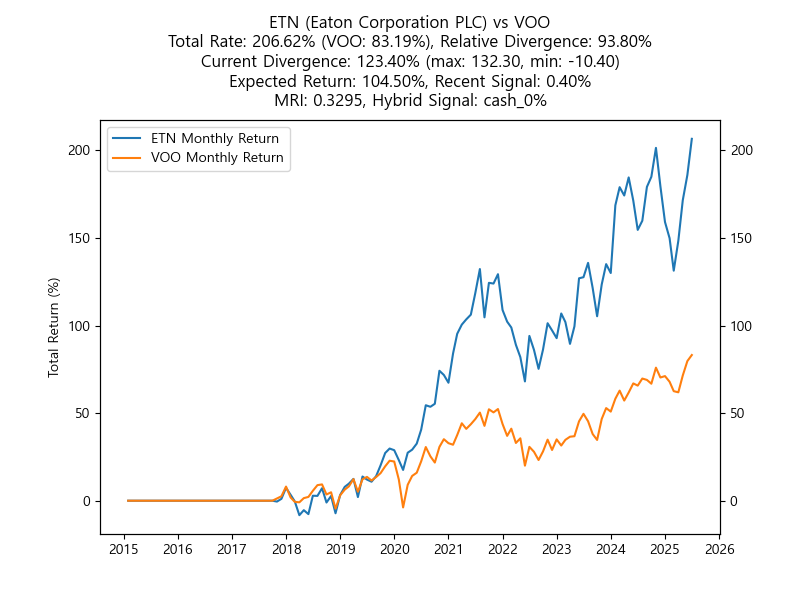 ETN (Eaton Corporation PLC) vs VOO
Total Rate: 206.62% (VOO: 83.19%), Relative Divergence: 93.80%
Current Divergence: 123.40% (max: 132.30, min: -10.40)
Expected Return: 104.50%, Recent Signal: 0.40%
MRI: 0.3295, Hybrid Signal: cash_0%
ETN Monthly Return
VOO Monthly Return
Total Return (%)
200
150
100
50
0
200
150
100
50
0
2015 2016 2017 2018 2019 2020 2021 2022 2023 2024 2025 2026